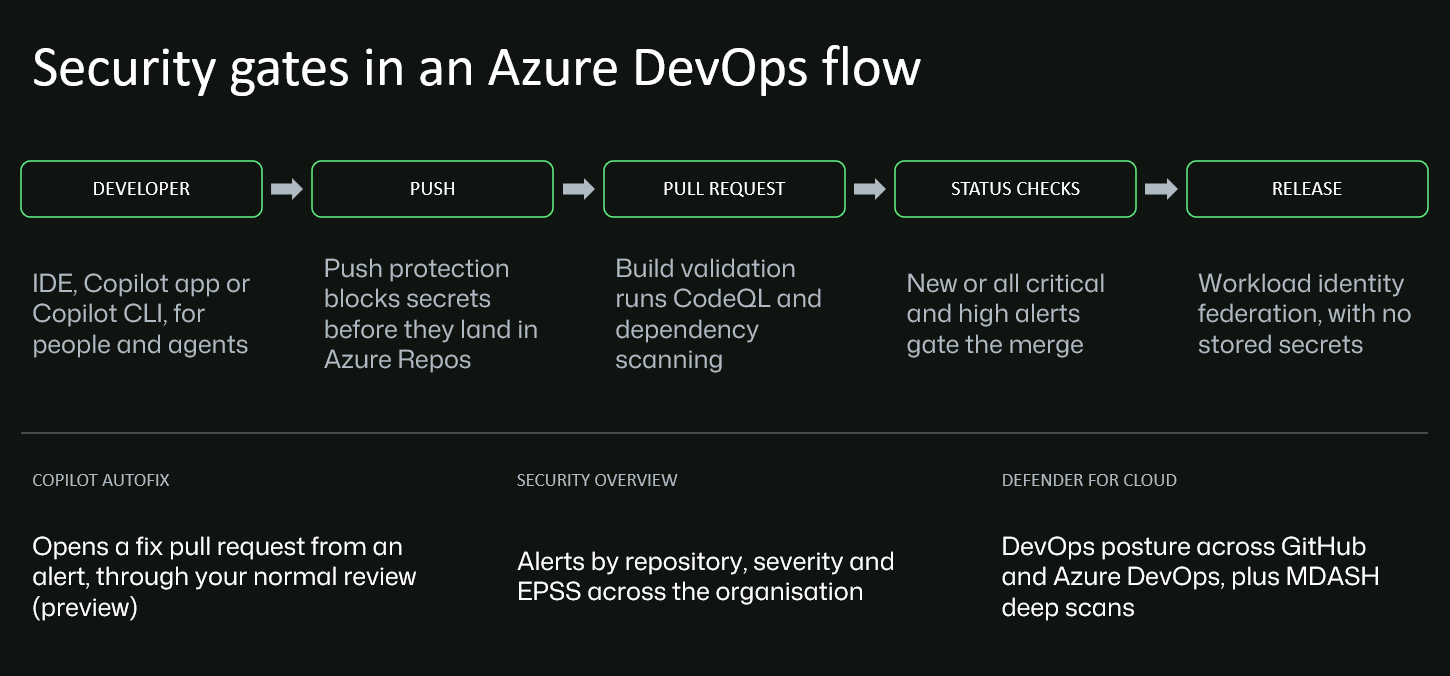 Security gates in an Azure DevOps flow
DEVELOPER
PUSH
PULL REQUEST
STATUS CHECKS
RELEASE
IDE, Copilot app or
Copilot CLI, for
people and agents
Push protection
blocks secrets
before they land in
Azure Repos
Build validation
runs CodeQL and
dependency
scanning
New or all critical
and high alerts
gate the merge
Workload identity
federation, with no
stored secrets
COPILOT AUTOFIX
Opens a fix pull request from an
alert, through your normal review
(preview)
SECURITY OVERVIEW
Alerts by repository, severity and
EPSS across the organisation
DEFENDER FOR CLOUD
DevOps posture across GitHub
and Azure DevOps, plus MDASH
deep scans